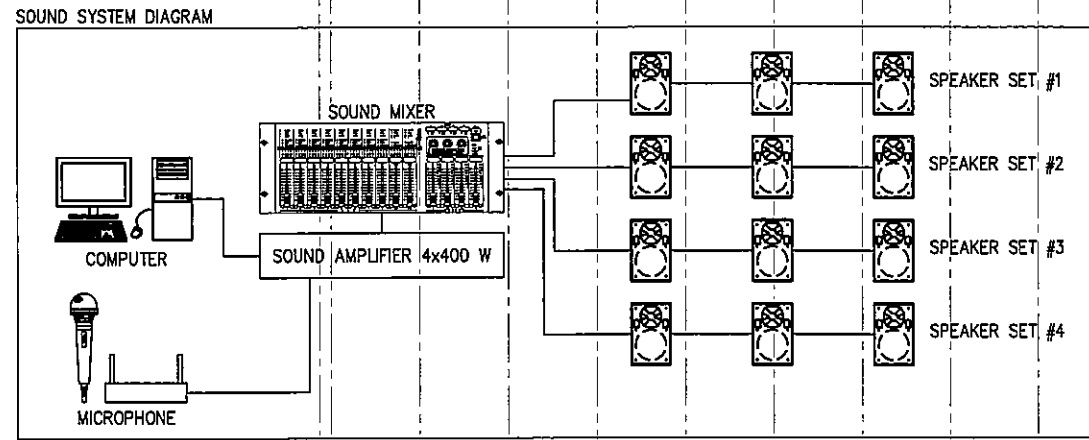 SOUND SYSTEM DIAGRAM
SOUND MIXER
SPEAKER SET #1
SPEAKER SET #2
COMPUTER
SOUND AMPLIFIER 4x400 W
SPEAKER SET #3
SPEAKER SET #4
MICROPHONE